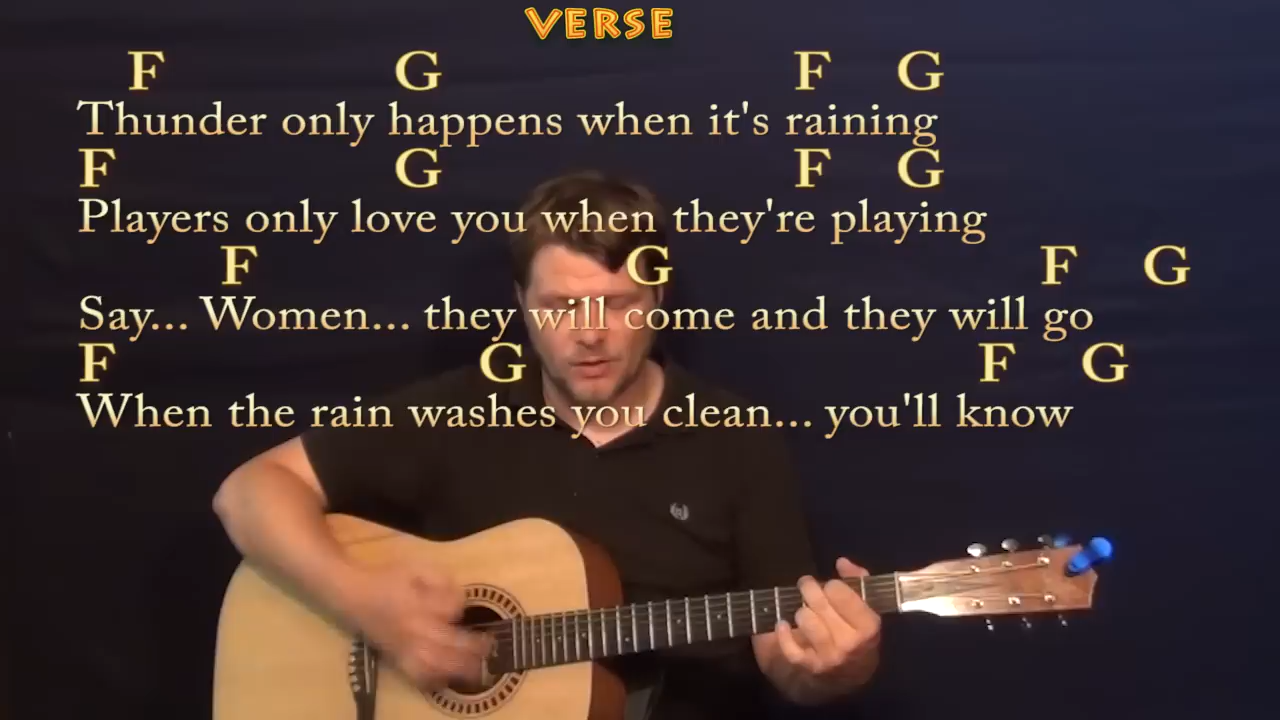 VERSE
F G F G
Thunder only happens when it's raining
F G F G
Players only love you when they're playing
F G F G
Say... Women... they will come and they will go
F G F G
When the rain washes you clean... you'll know